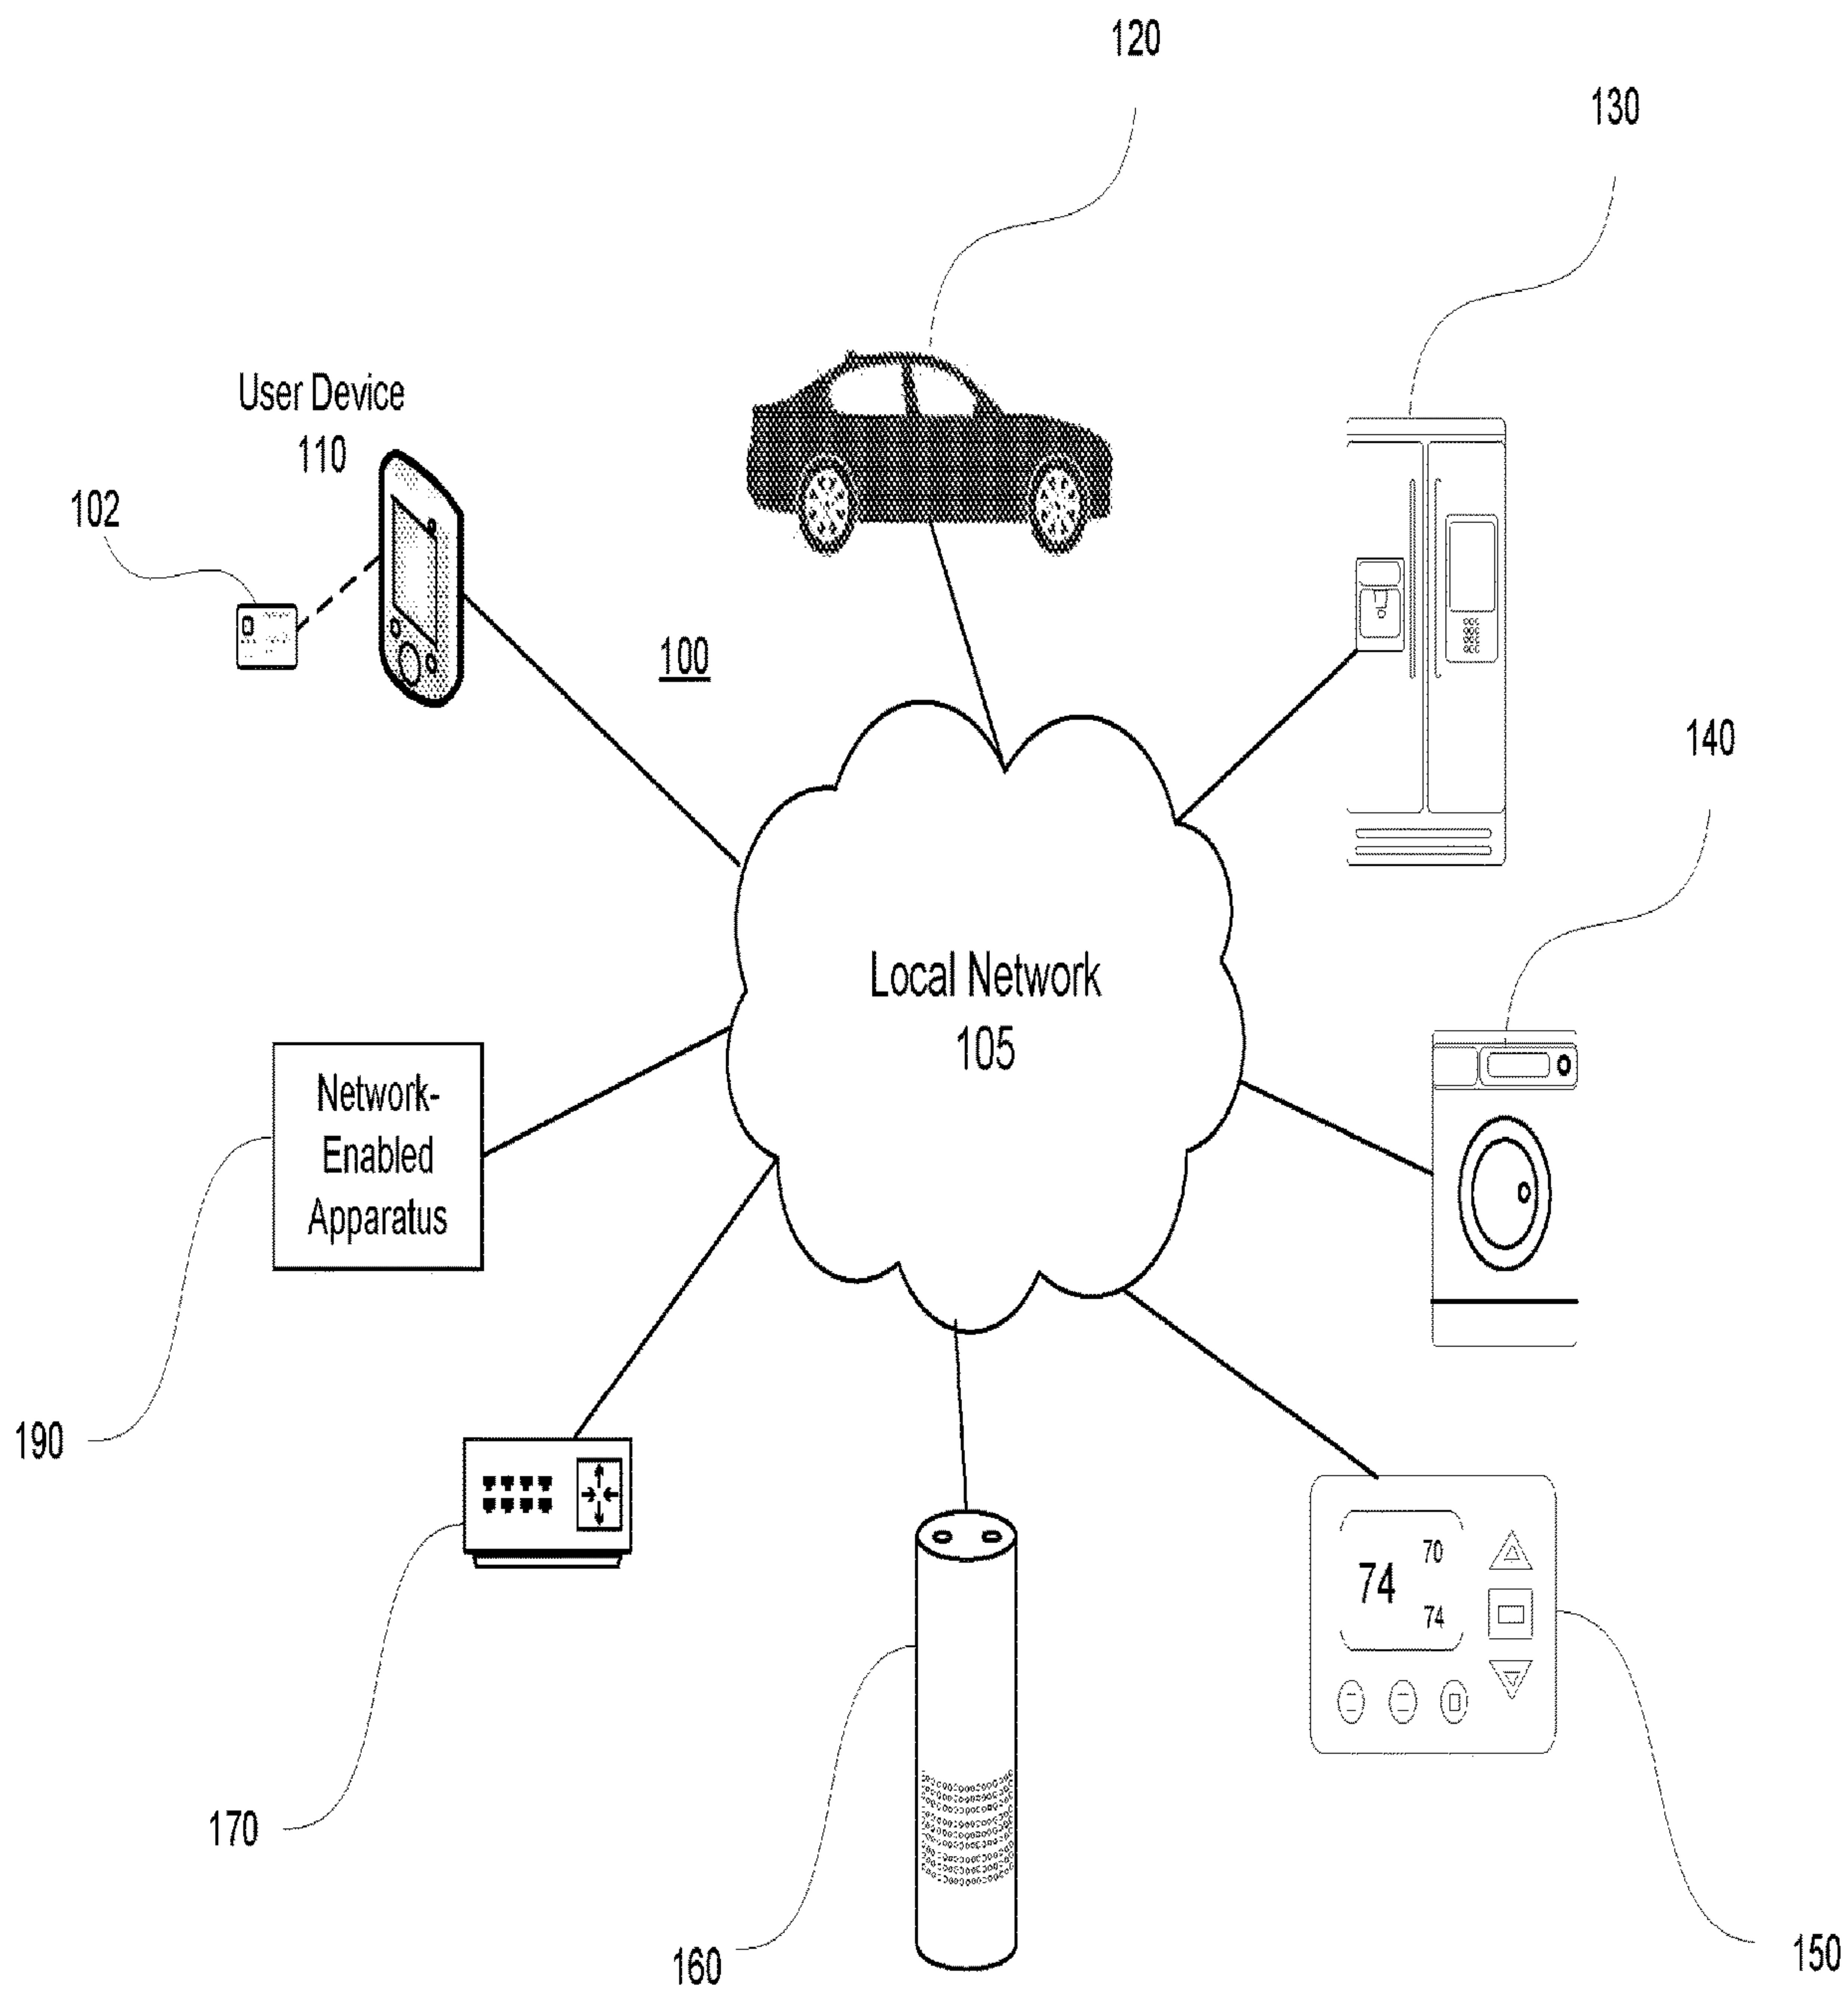 120
130
User Device
110
102
100
140
Local Network
105
Network-
Enabled
Apparatus
190
74
70
74
170
160
150